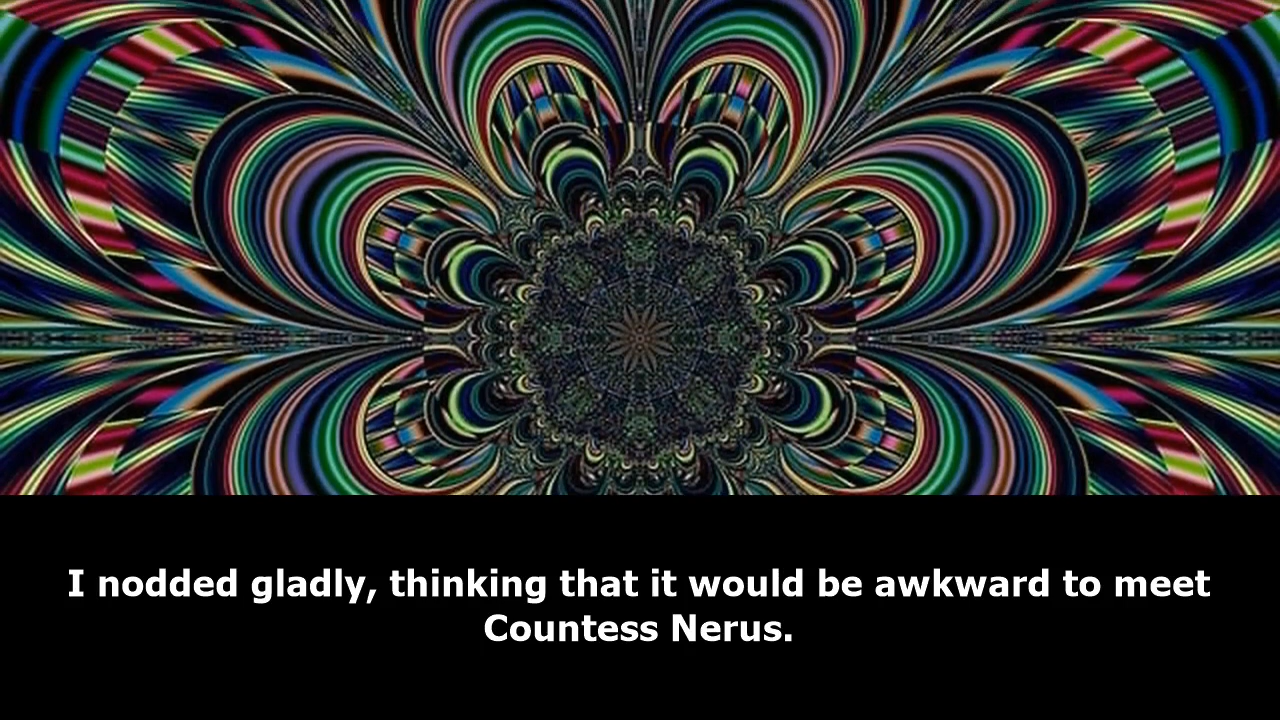 I nodded gladly, thinking that it would be awkward to meet
Countess Nerus.